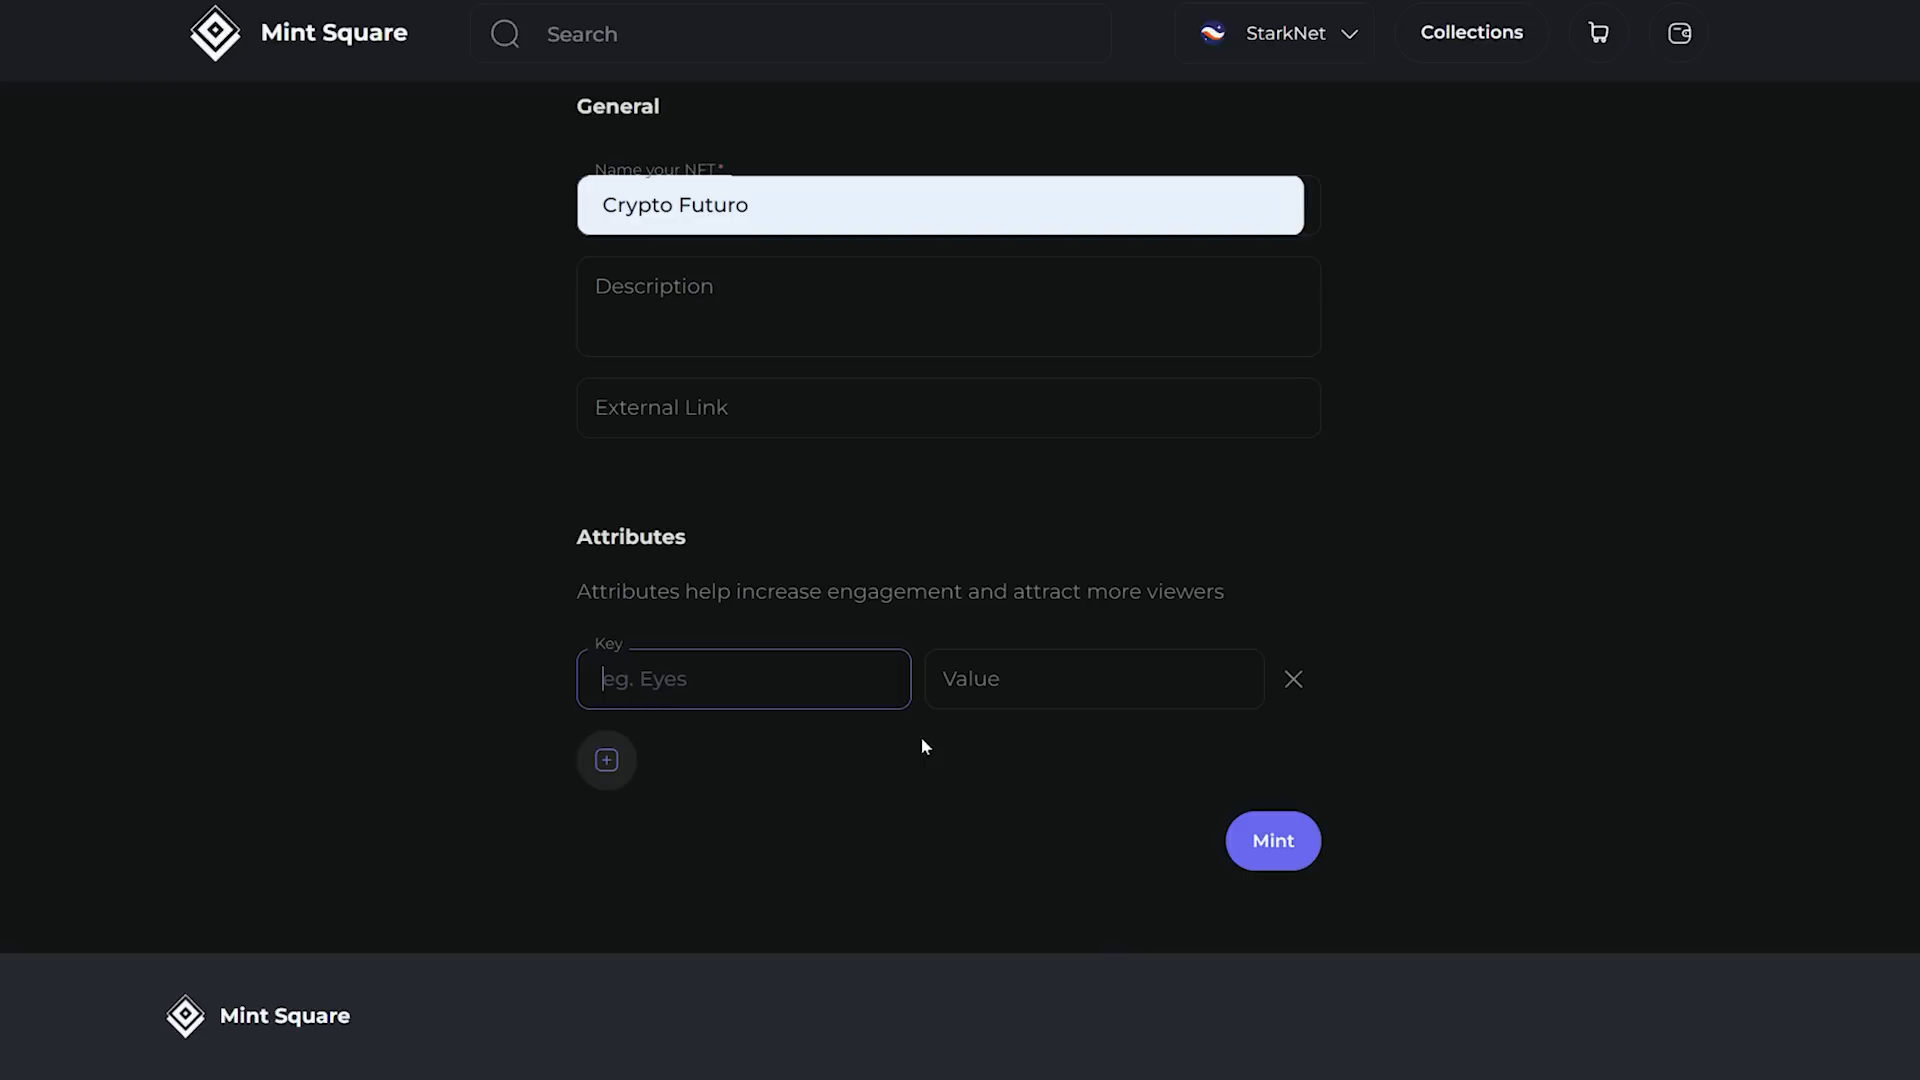 Mint Square
Search
StarkNet
Collections
General
Name your NFT*
Crypto Futuro
Description
External Link
Attributes
Attributes help increase engagement and attract more viewers
Key
eg. Eyes
Value
Mint
Mint Square